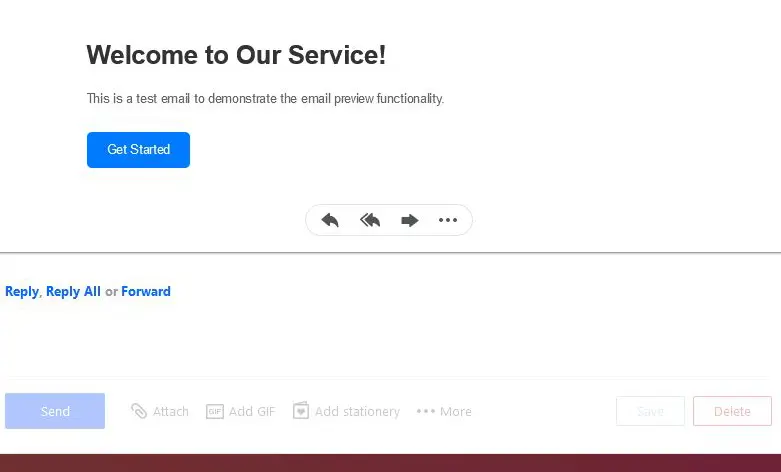 Welcome to Our Service!
This is a test email to demonstrate the email preview functionality.
Get Started
Reply, Reply All or Forward
Send Attach GIF Add GIF Add stationery More Save Delete